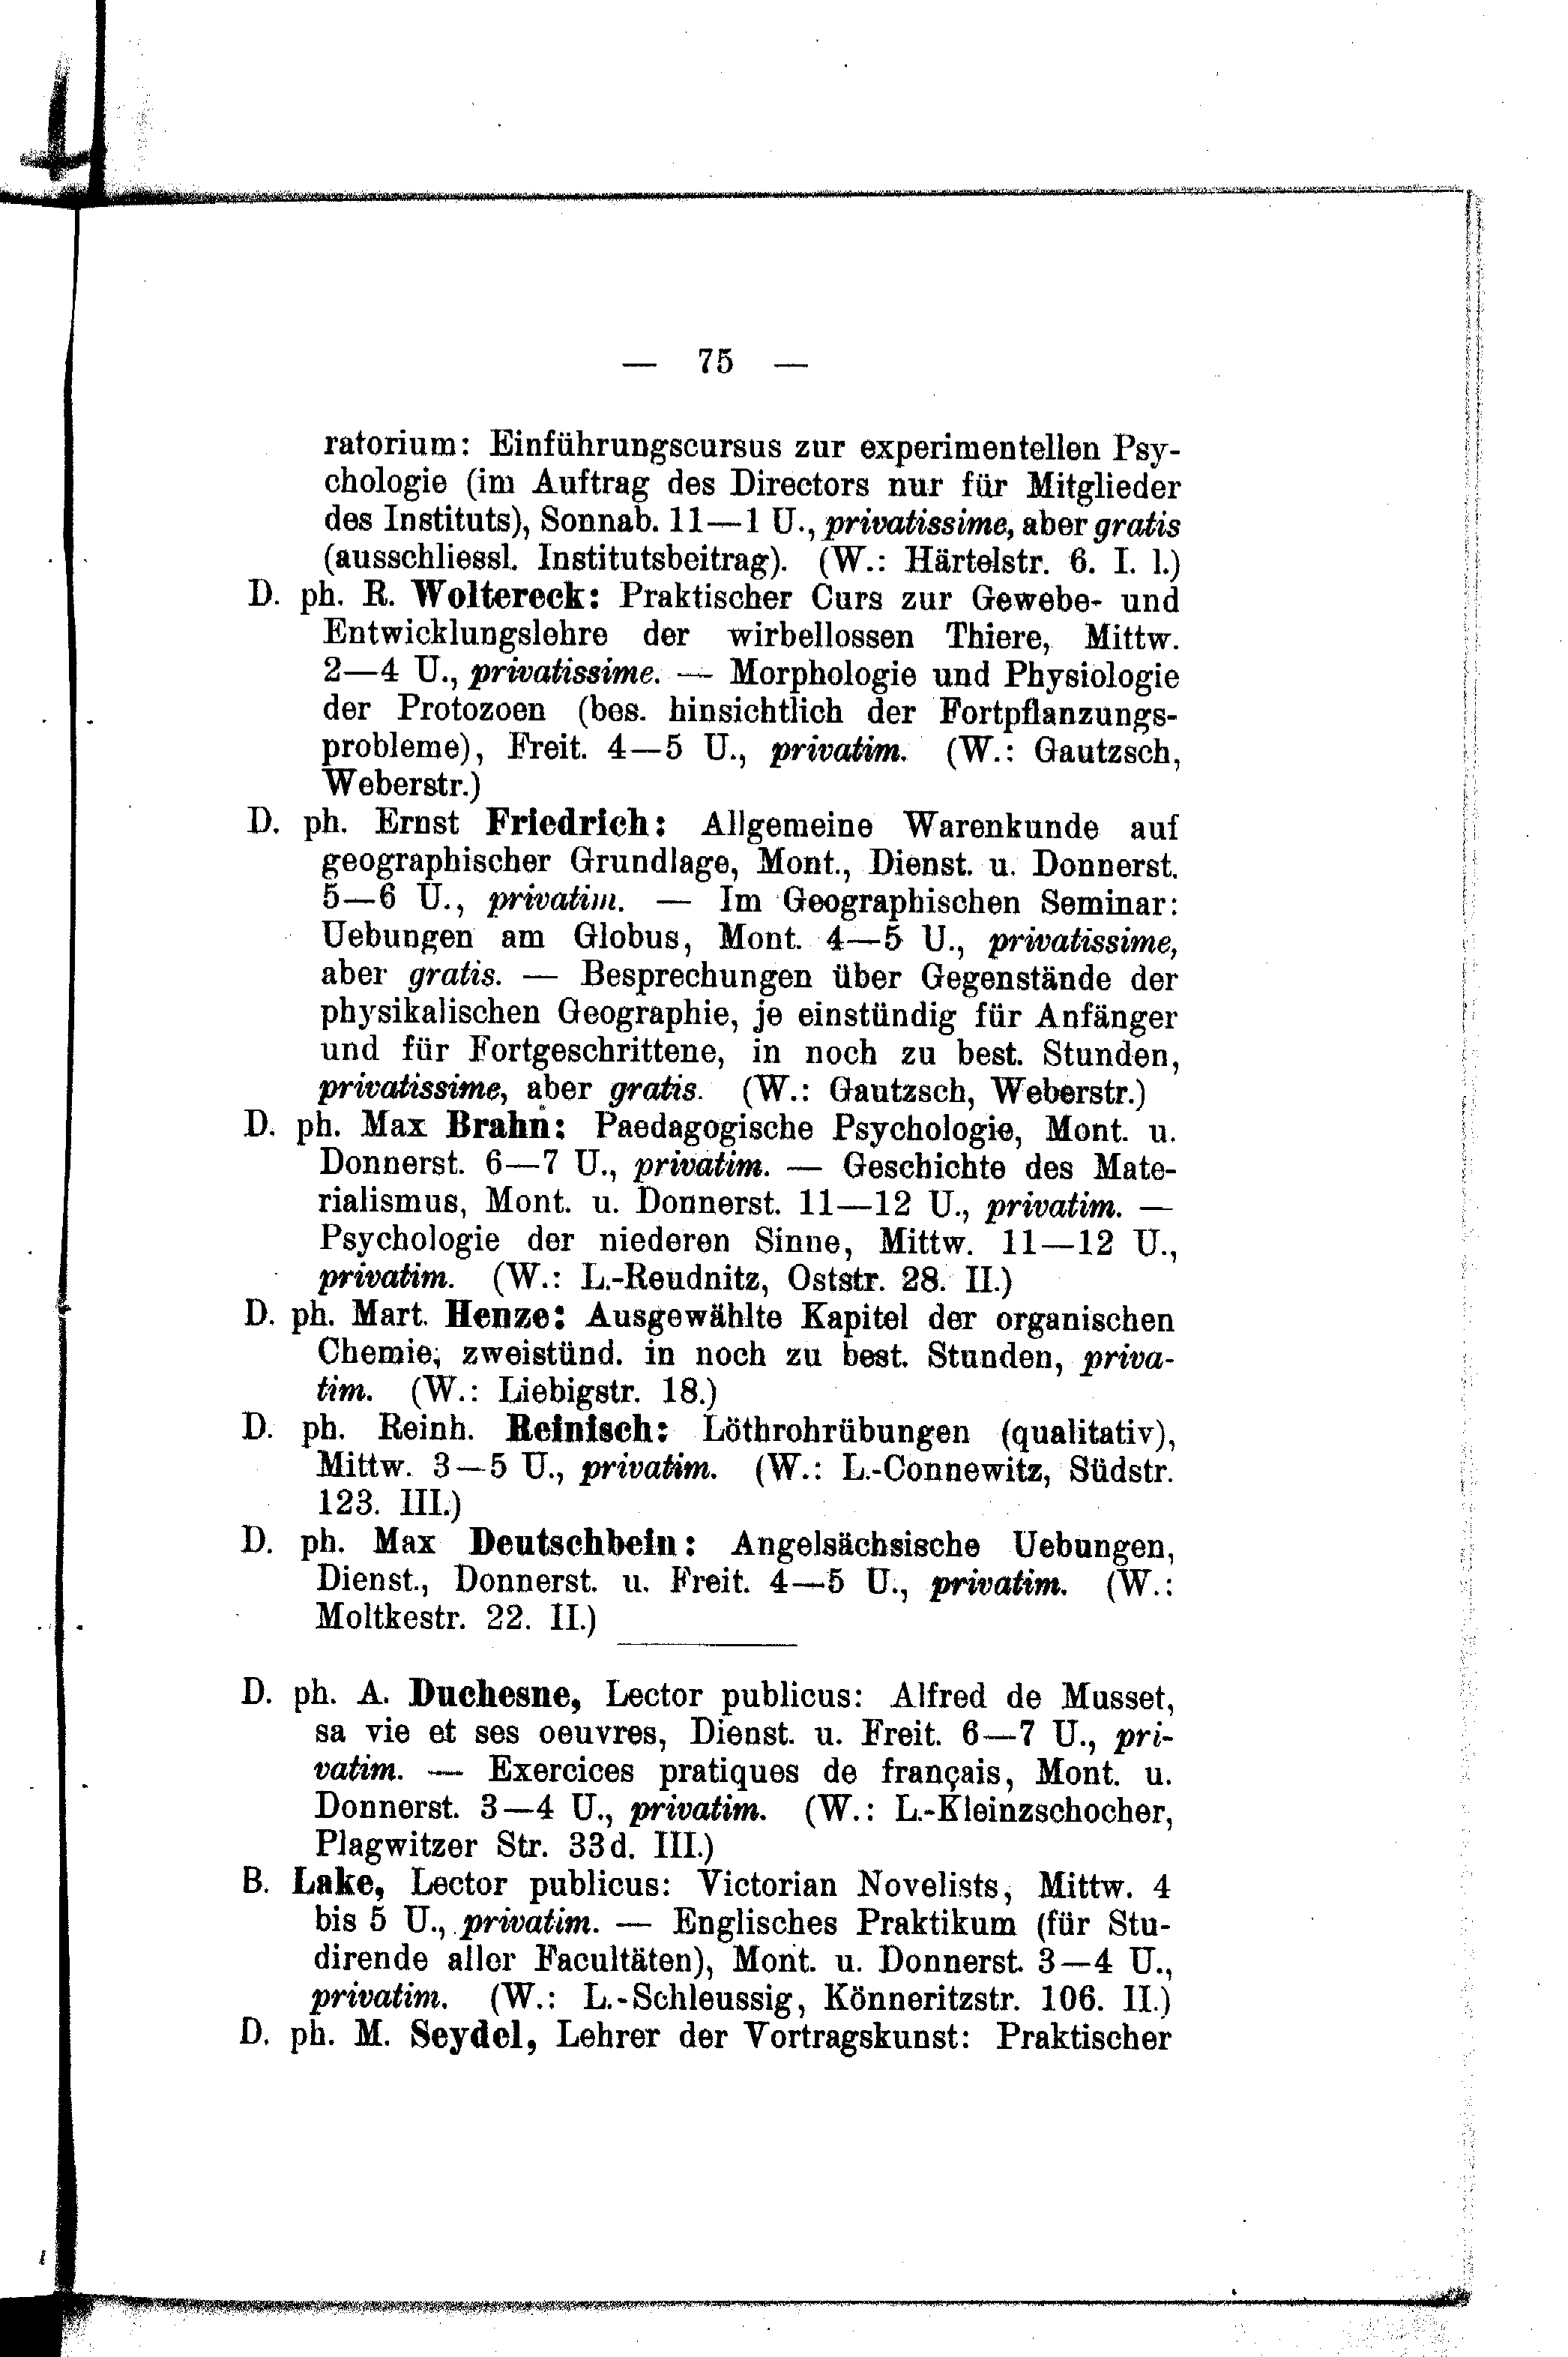 — 75 —
ratorium: Einführungscursus zur experimentellen Psy-
chologie (im Auftrag des Directors nur für Mitglieder
des Instituts), Sonnab. 11—1 U., privatissime, aber gratis
(ausschliessl. Institutsbeitrag). (W.: Härtelstr. 6. I. l.)
D. ph. R. Woltereck: Praktischer Curs zur Gewebe- und
Entwicklungslehre der wirbellossen Thiere, Mittw.
2—4 U., privatissime. — Morphologie und Physiologie
der Protozoen (bes. hinsichtlich der Fortpflanzungs-
probleme), Freit. 4—5 U., privatim. (W.: Gautzsch,
Weberstr.)
D. ph. Ernst Friedrich: Allgemeine Warenkunde auf
geographischer Grundlage, Mont., Dienst. u. Donnerst.
5—6 U., privatim. — Im Geographischen Seminar:
Uebungen am Globus, Mont. 4—5 U., privatissime,
aber gratis. — Besprechungen über Gegenstände der
physikalischen Geographie, je einstündig für Anfänger
und für Fortgeschrittene, in noch zu best. Stunden,
privatissime, aber gratis. (W.: Gautzsch, Weberstr.)
D. ph. Max Brahn: Paedagogische Psychologie, Mont. u.
Donnerst. 6—7 U., privatim. — Geschichte des Mate-
rialismus, Mont. u. Donnerst. 11—12 U., privatim. —
Psychologie der niederen Sinne, Mittw. 11—12 U.,
privatim. (W.: L.-Reudnitz, Oststr. 28. II.)
D. ph. Mart. Henze: Ausgewählte Kapitel der organischen
Chemie, zweistünd. in noch zu best. Stunden, priva-
tim. (W.: Liebigstr. 18.)
D. ph. Reinh. Reinisch: Löthrohrübungen (qualitativ),
Mittw. 3—5 U., privatim. (W.: L.-Connewitz, Südstr.
123. III.)
D. ph. Max Deutschbein: Angelsächsische Uebungen,
Dienst., Donnerst. u. Freit. 4—5 U., privatim. (W.:
Moltkestr. 22. II.)
D. ph. A. Duchesne, Lector publicus: Alfred de Musset,
sa vie et ses oeuvres, Dienst. u. Freit. 6—7 U., pri-
vatim. — Exercices pratiques de français, Mont. u.
Donnerst. 3—4 U., privatim. (W.: L.-Kleinzschocher,
Plagwitzer Str. 33d. III.)
B. Lake, Lector publicus: Victorian Novelists, Mittw. 4
bis 5 U., privatim. — Englisches Praktikum (für Stu-
dirende aller Facultäten), Mont. u. Donnerst. 3—4 U.,
privatim. (W.: L.-Schleussig, Könneritzstr. 106. II.)
D. ph. M. Seydel, Lehrer der Vortragskunst: Praktischer